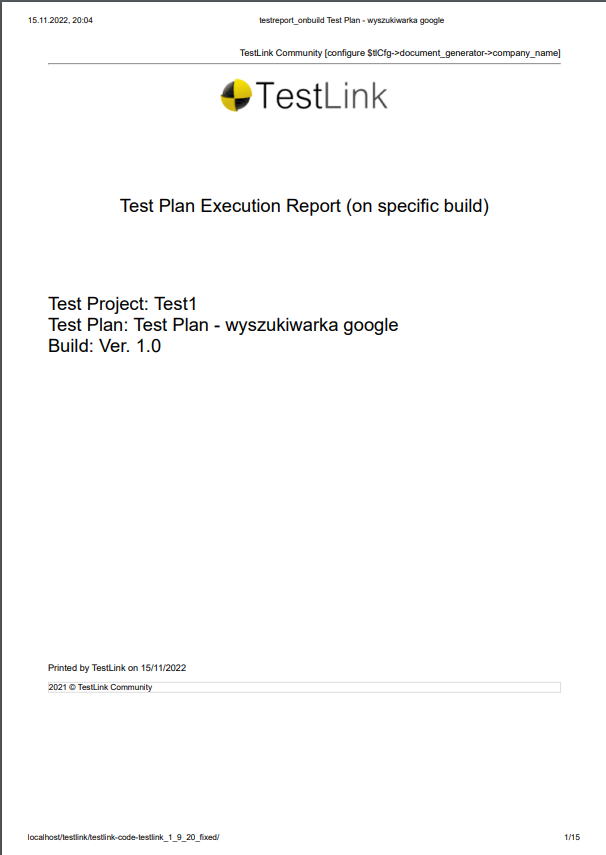 15.11.2022, 20:04 testreport_onbuild Test Plan - wyszukiwarka google
TestLink Community [configure $tlCfg->document_generator->company_name]
TestLink
Test Plan Execution Report (on specific build)
Test Project: Test1
Test Plan: Test Plan - wyszukiwarka google
Build: Ver. 1.0
Printed by TestLink on 15/11/2022
2021 © TestLink Community
localhost/testlink/testlink-code-testlink_1_9_20_fixed/ 1/15